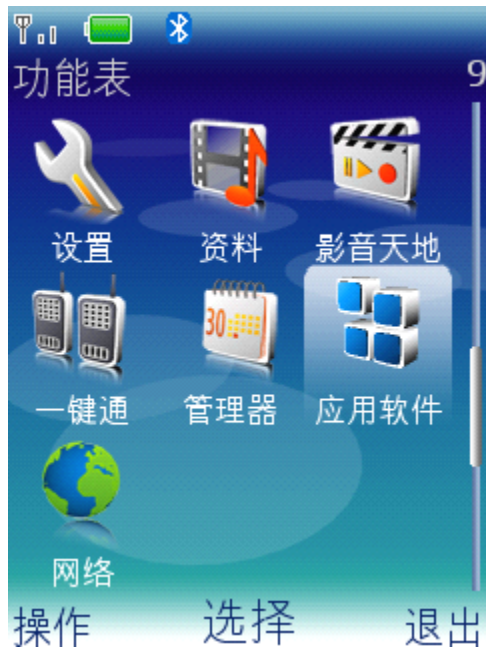 功能表 9
设置 资料 影音天地
30
一键通 管理器 应用软件
网络
操作 选择 退出